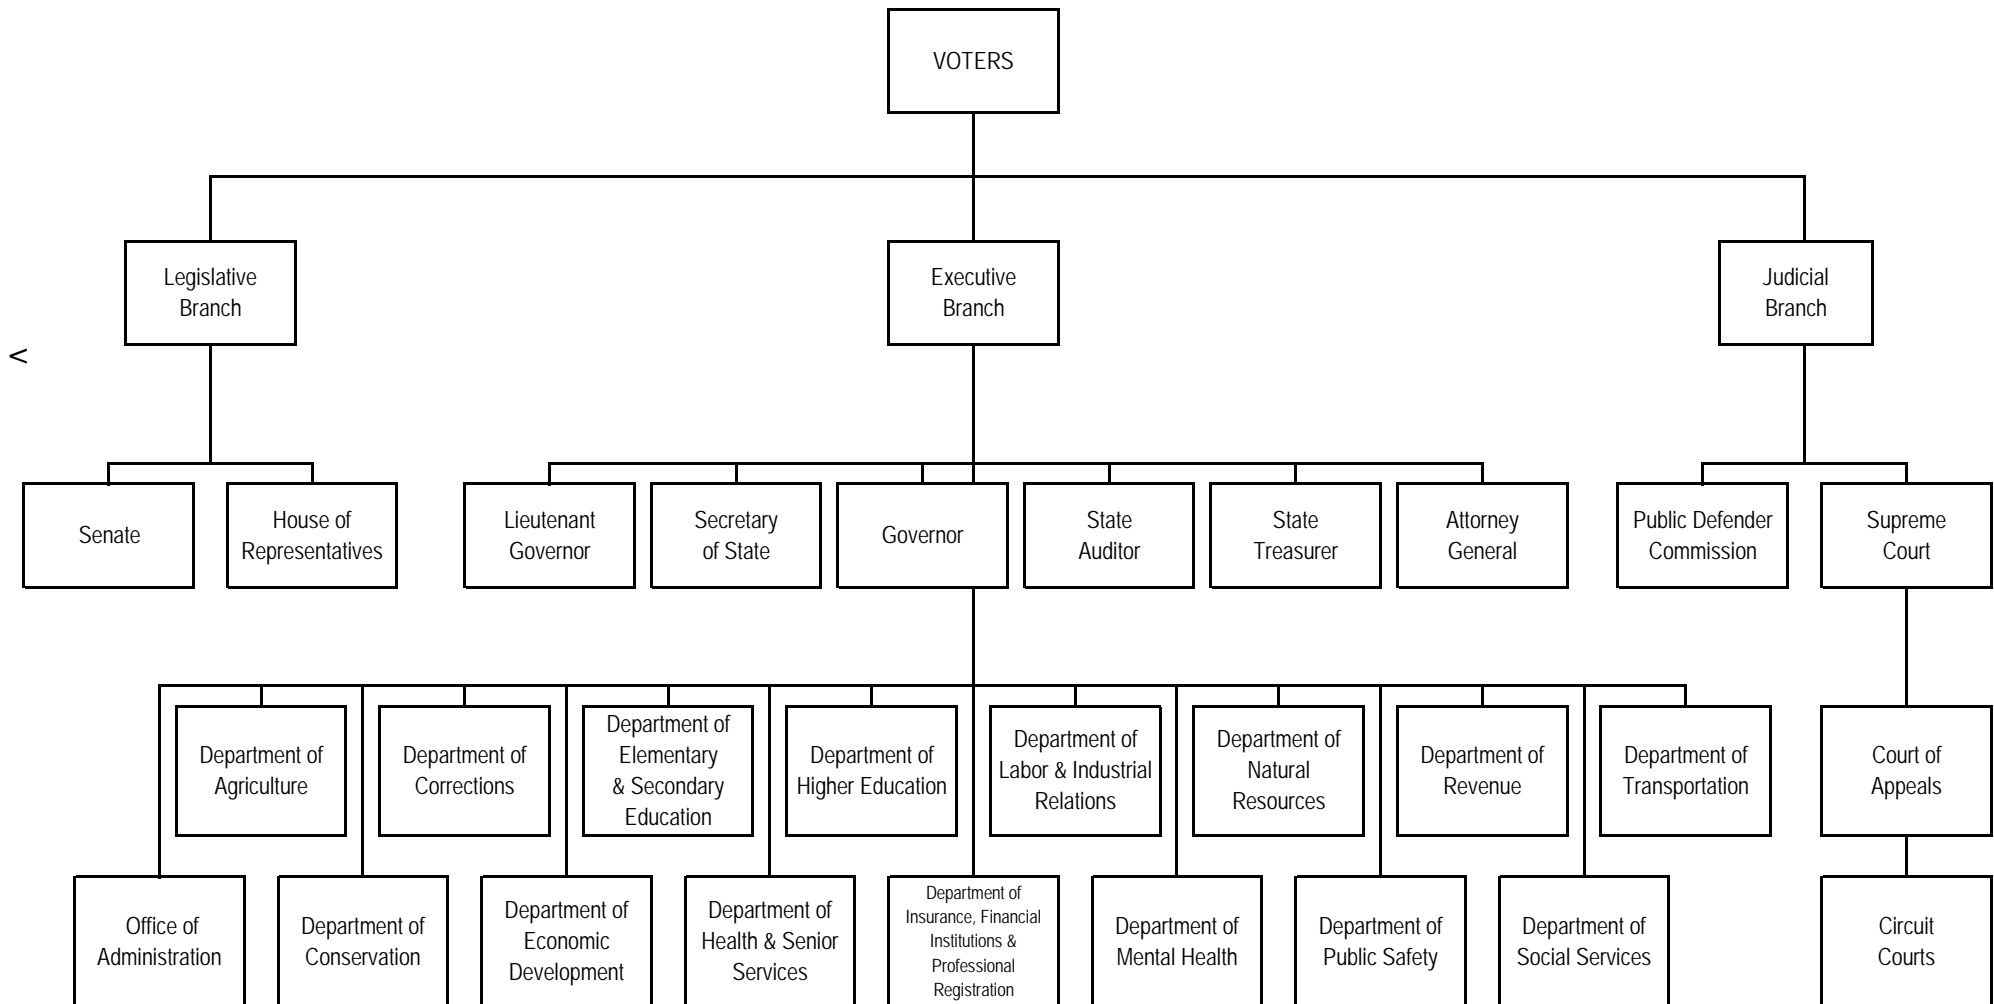 VOTERS
Legislative
Branch
Executive
Branch
Judicial
Branch
<
Senate
House of
Representatives
Lieutenant
Governor
Secretary
of State
Governor
State
Auditor
State
Treasurer
Attorney
General
Public Defender
Commission
Supreme
Court
Department of
Agriculture
Department of
Corrections
Department of
Elementary
& Secondary
Education
Department of
Higher Education
Department of
Labor & Industrial
Relations
Department of
Natural
Resources
Department of
Revenue
Department of
Transportation
Court of
Appeals
Office of
Administration
Department of
Conservation
Department of
Economic
Development
Department of
Health & Senior
Services
Department of
Insurance, Financial
Institutions &
Professional
Registration
Department of
Mental Health
Department of
Public Safety
Department of
Social Services
Circuit
Courts